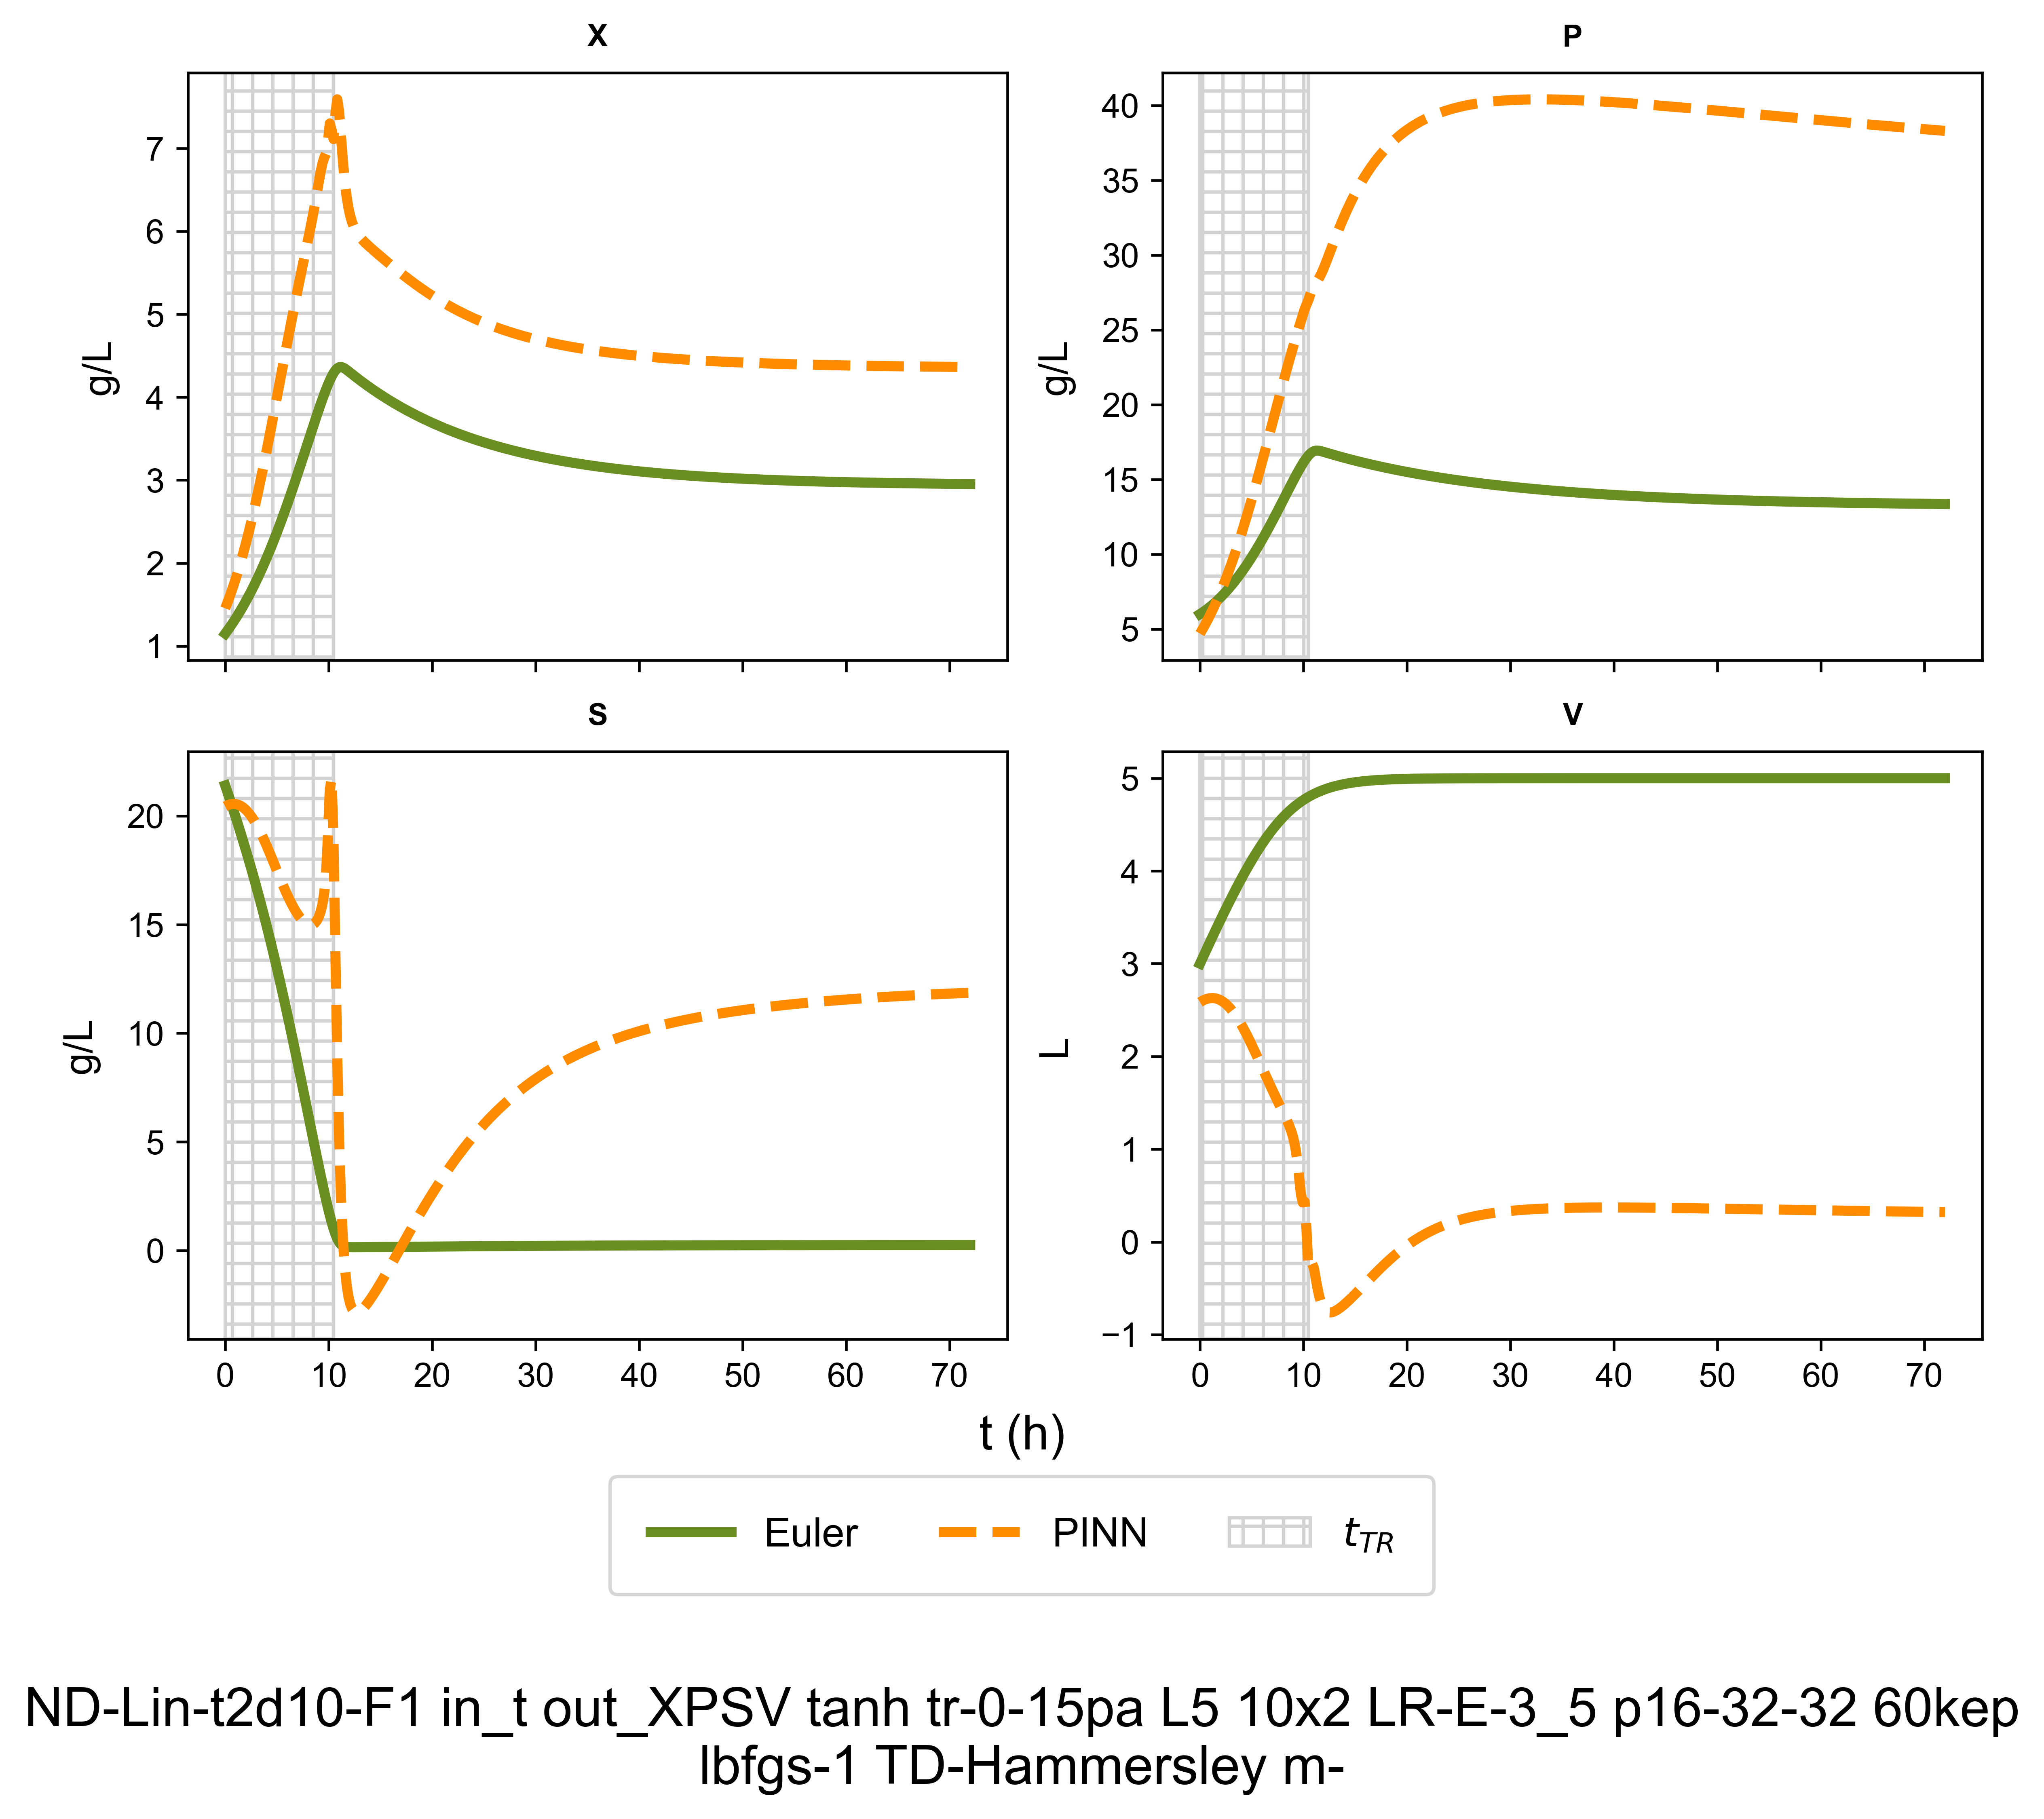 X
P
7
6
5
4
3
2
1
g/L
40
35
30
25
20
15
10
5
g/L
S
V
20
15
10
5
0
g/L
0 10 20 30 40 50 60 70
5
4
3
2
1
0
−1
L
0 10 20 30 40 50 60 70
t (h)
Euler PINN t_TR
ND-Lin-t2d10-F1 in_t out_XPSV tanh tr-0-15pa L5 10x2 LR-E-3_5 p16-32-32 60kep
lbfgs-1 TD-Hammersley m-